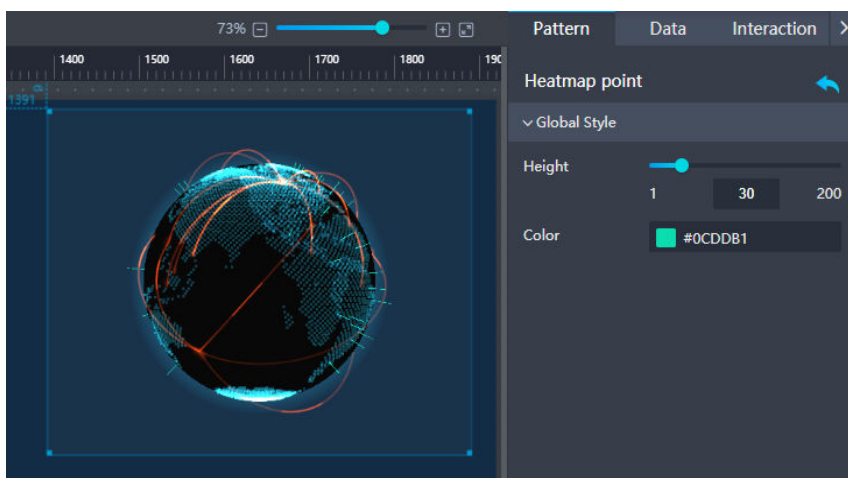 73%
Pattern Data Interaction
1400 1500 1600 1700 1800 190
1391
Heatmap point
Global Style
Height
1 30 200
Color #0CDDB1